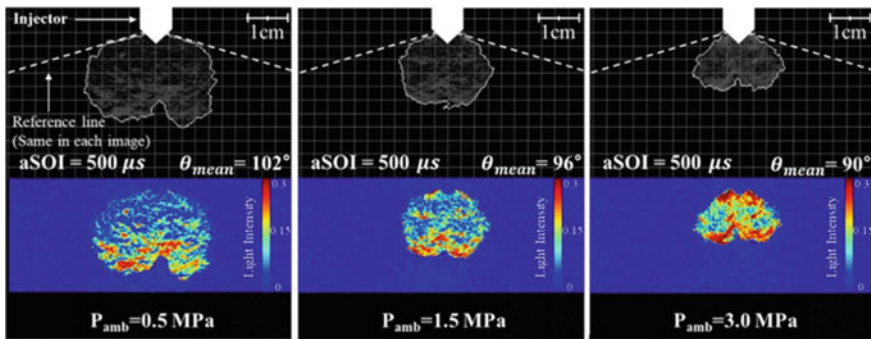 Injector
1cm
Reference line
(Same in each image)
aSOI = 500 μs
θmean= 102°
0.3
0.15
0
Light Intensity
Pamb=0.5 MPa
1cm
aSOI = 500 μs
θmean= 96°
0.3
0.15
0
Light Intensity
Pamb=1.5 MPa
1cm
aSOI = 500 μs
θmean= 90°
0.3
0.15
0
Light Intensity
Pamb=3.0 MPa